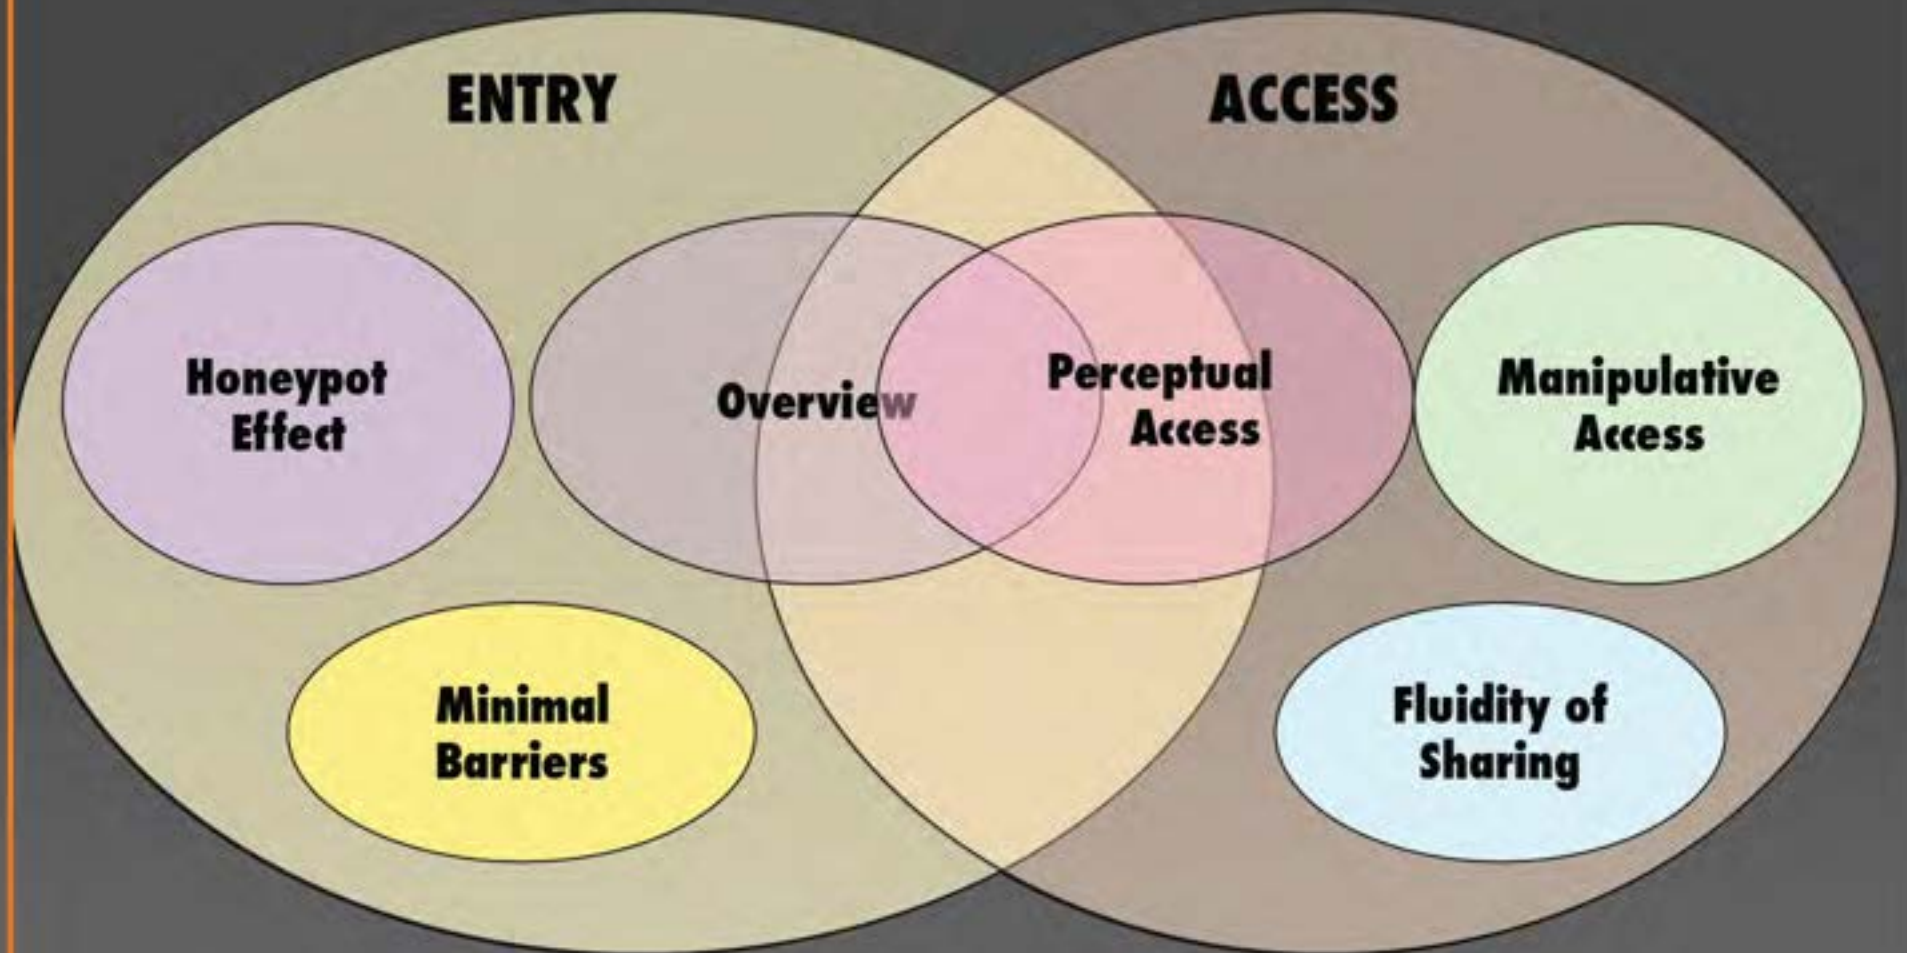 ENTRY
ACCESS
Honeypot
Effect
Overview
Perceptual
Access
Manipulative
Access
Minimal
Barriers
Fluidity of
Sharing